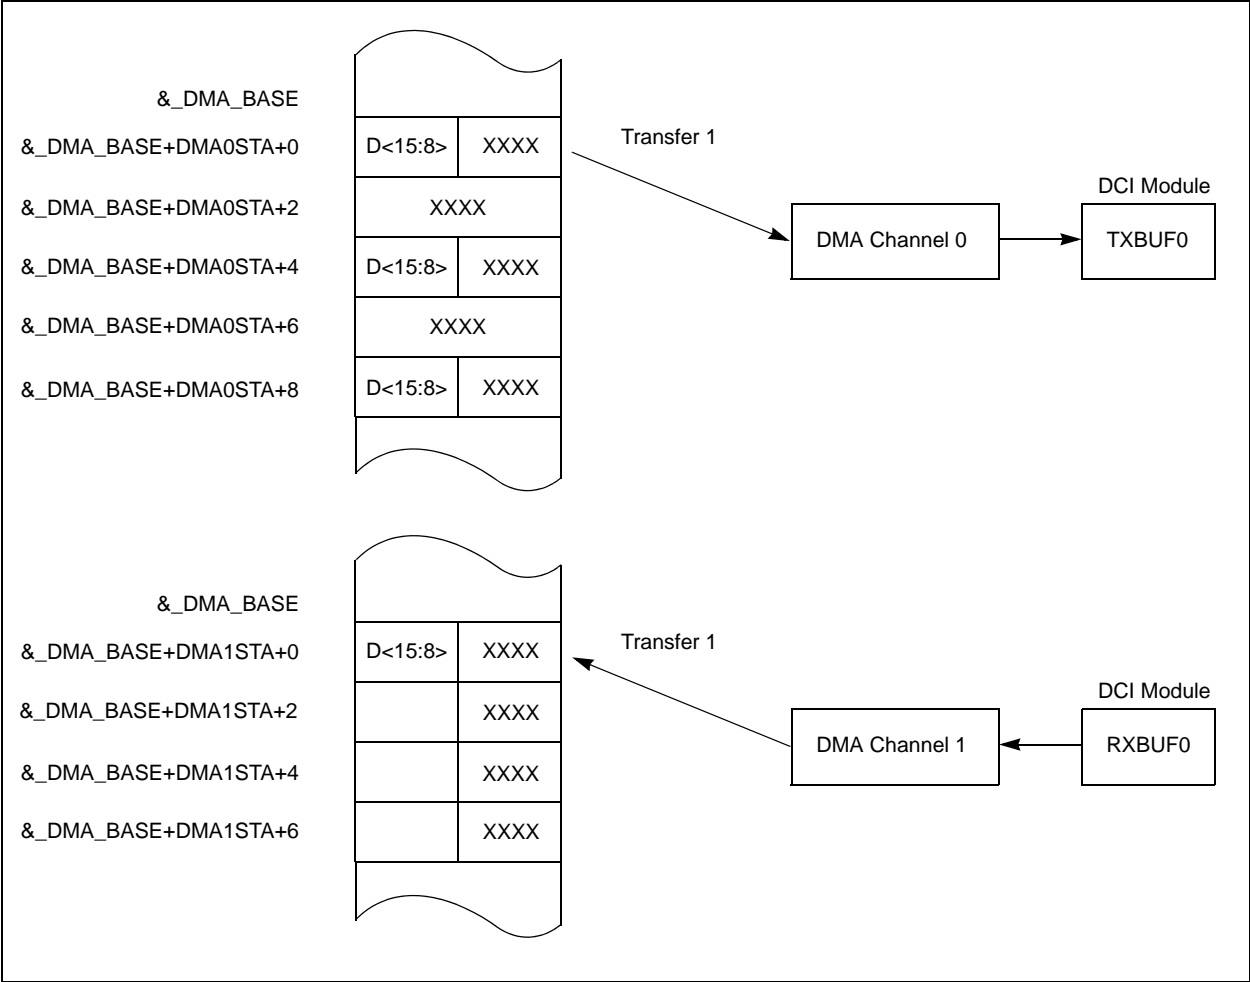 &_DMA_BASE
&_DMA_BASE+DMA0STA+0 D<15:8> XXXX Transfer 1
DCI Module
&_DMA_BASE+DMA0STA+2 XXXX
DMA Channel 0 TXBUF0
&_DMA_BASE+DMA0STA+4 D<15:8> XXXX
&_DMA_BASE+DMA0STA+6 XXXX
&_DMA_BASE+DMA0STA+8 D<15:8> XXXX
&_DMA_BASE
&_DMA_BASE+DMA1STA+0 D<15:8> XXXX Transfer 1
DCI Module
&_DMA_BASE+DMA1STA+2 XXXX
DMA Channel 1 RXBUF0
&_DMA_BASE+DMA1STA+4 XXXX
&_DMA_BASE+DMA1STA+6 XXXX